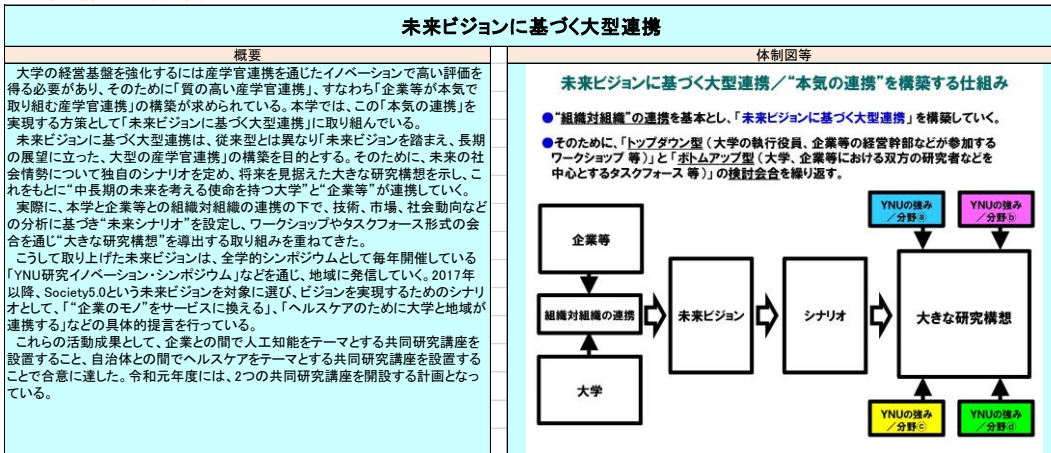 未来ビジョンに基づく大型連携
概要
大学の経営基盤を強化するには産学官連携を通じたイノベーションで高い評価を
得る必要があり、そのために「質の高い産学官連携」、すなわち「企業等が本気で
取り組む産学官連携」の構築が求められている。本学では、この「本気の連携」を
実現する方策として「未来ビジョンに基づく大型連携」に取り組んでいる。
未来ビジョンに基づく大型連携は、従来型とは異なり「未来ビジョンを踏まえ、長期
の展望に立った、大型の産学官連携」の構築を目的とする。そのために、未来の社
会情勢について独自のシナリオを定め、将来を見据えた大きな研究構想を示し、こ
れをもとに“中長期の未来を考える使命を持つ大学”と“企業等”が連携していく。
実際に、本学と企業等との組織対組織の連携の下で、技術、市場、社会動向など
の分析に基づき“未来シナリオ”を設定し、ワークショップやタスクフォース形式の会
合を通じ“大きな研究構想”を導出する取り組みを重ねてきた。
こうして取り上げた未来ビジョンは、全学的シンポジウムとして毎年開催している
「YNU研究イノベーション・シンポジウム」などを通じ、地域に発信していく。2017年
以降、Society5.0という未来ビジョンを対象に選び、ビジョンを実現するためのシナリ
オとして、「“企業のモノ”をサービスに換える」、「ヘルスケアのために大学と地域が
連携する」などの具体的提言を行っている。
これらの活動成果として、企業との間で人工知能をテーマとする共同研究講座を
設置すること、自治体との間でヘルスケアをテーマとする共同研究講座を設置する
ことで合意に達した。令和元年度には、2つの共同研究講座を開設する計画となっ
ている。
体制図等
未来ビジョンに基づく大型連携／“本気の連携”を構築する仕組み
●“組織対組織”の連携を基本とし、「未来ビジョンに基づく大型連携」を構築していく。
●そのために、「トップダウン型（大学の執行役員、企業等の経営幹部などが参加する
ワークショップ 等）」と「ボトムアップ型（大学、企業等における双方の研究者などを
中心とするタスクフォース 等）」の検討会合を繰り返す。
YNUの強み
／分野ⓐ
YNUの強み
／分野ⓑ
企業等
組織対組織の連携
未来ビジョン
シナリオ
大きな研究構想
大学
YNUの強み
／分野ⓒ
YNUの強み
／分野ⓓ